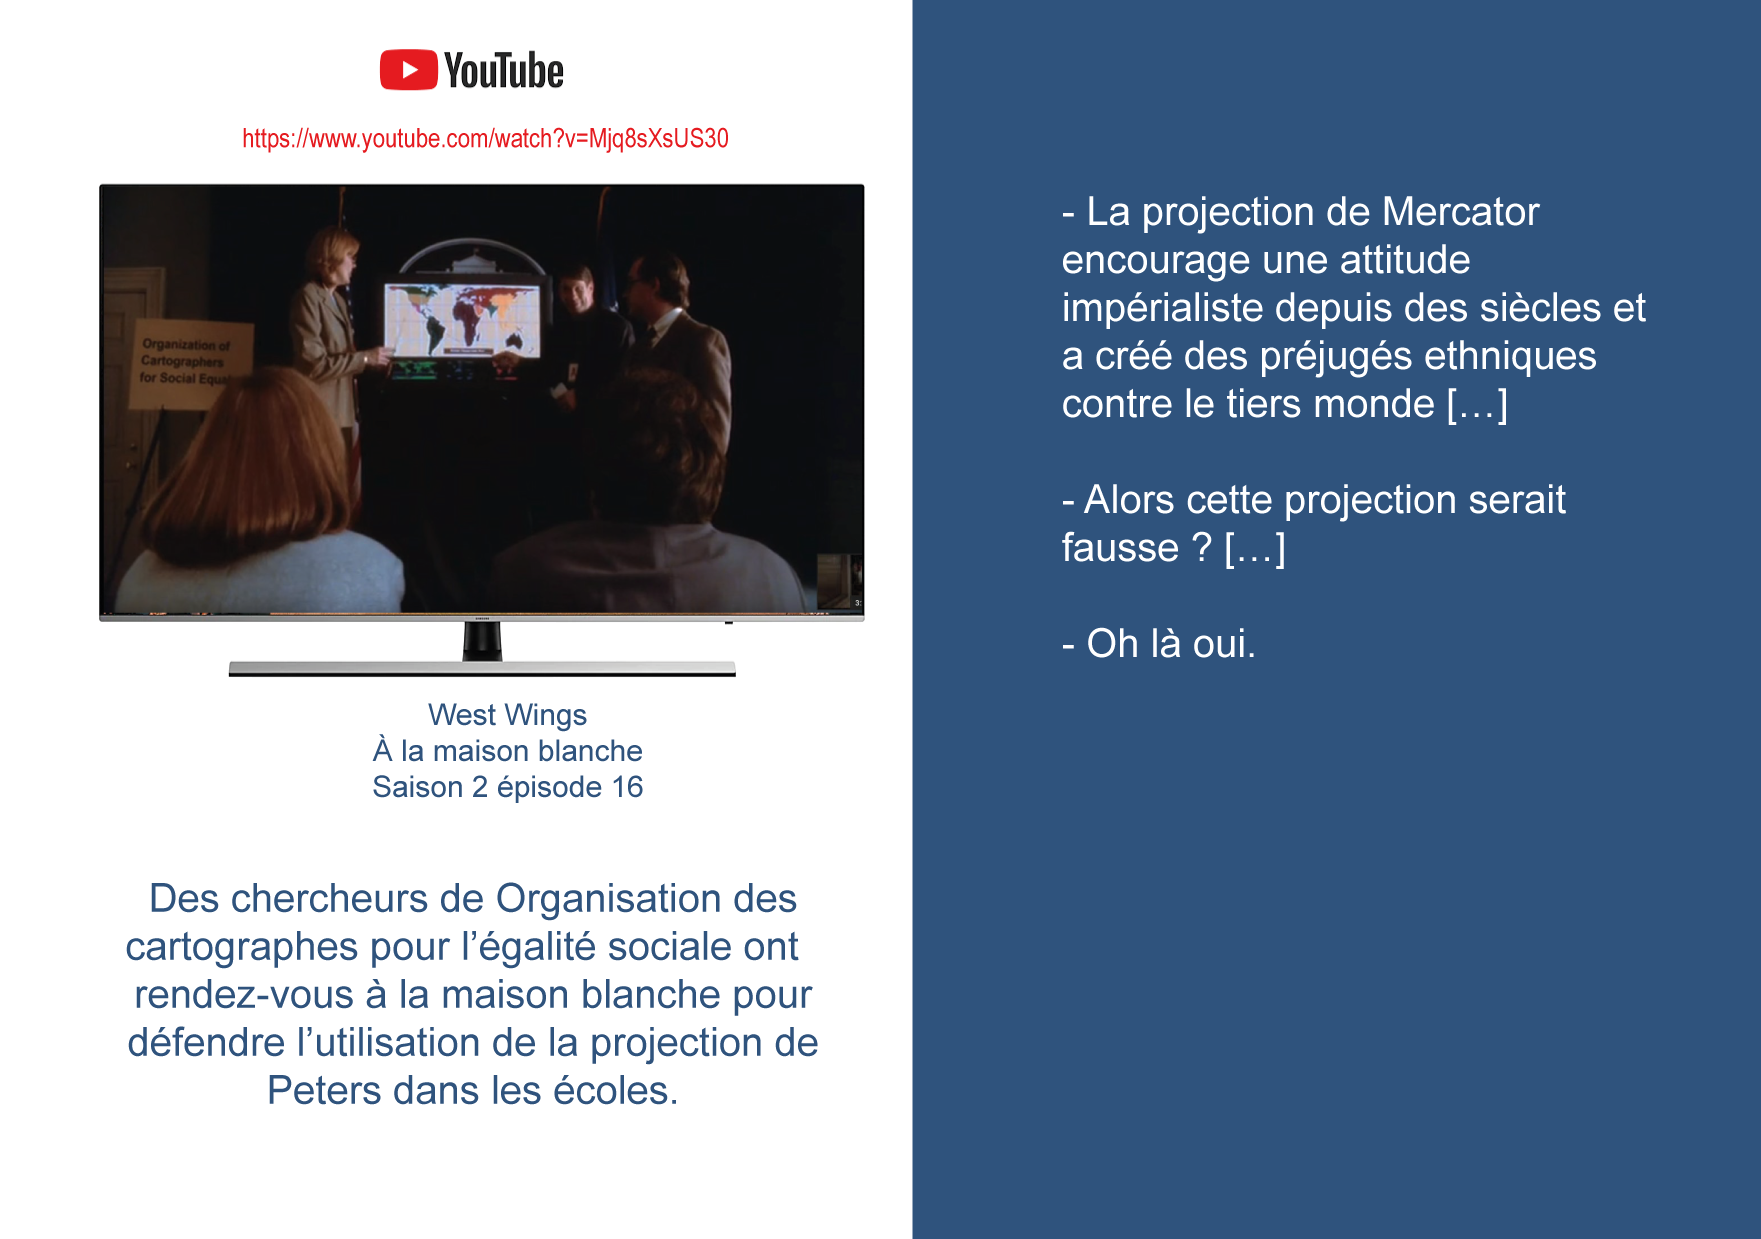 YouTube
https://www.youtube.com/watch?v=Mjq8sXsUS30
Organization of
Cartographers
for Social Equa
West Wings
À la maison blanche
Saison 2 épisode 16
Des chercheurs de Organisation des
cartographes pour l’égalité sociale ont
rendez-vous à la maison blanche pour
défendre l’utilisation de la projection de
Peters dans les écoles.
- La projection de Mercator
encourage une attitude
impérialiste depuis des siècles et
a créé des préjugés ethniques
contre le tiers monde […]
- Alors cette projection serait
fausse ? […]
- Oh là oui.